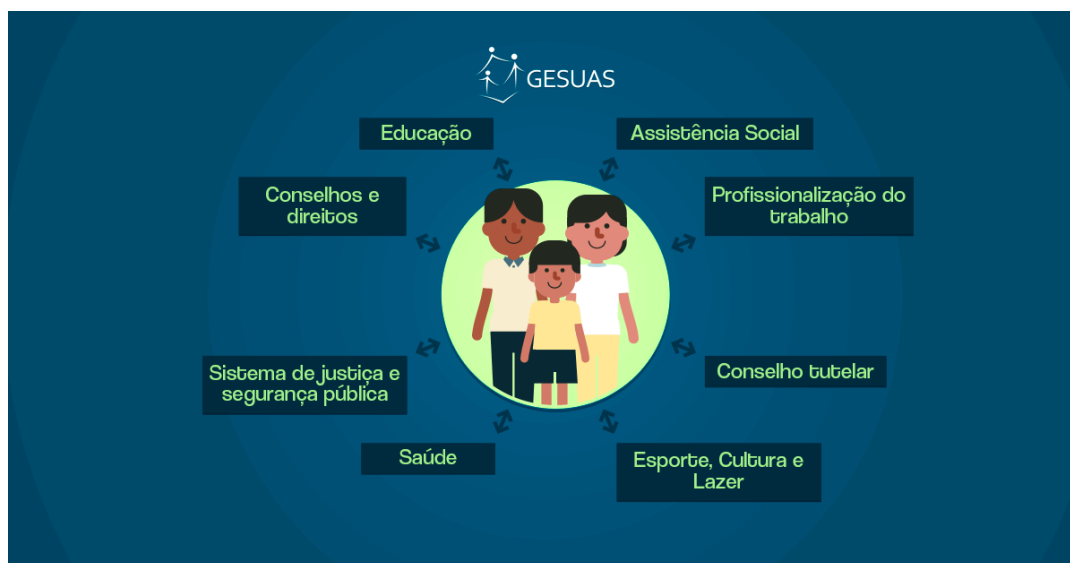 GESUAS
Educação
Assistência Social
Conselhos e
direitos
Profissionalização do
trabalho
Sistema de justiça e
segurança pública
Conselho tutelar
Saúde
Esporte, Cultura e
Lazer